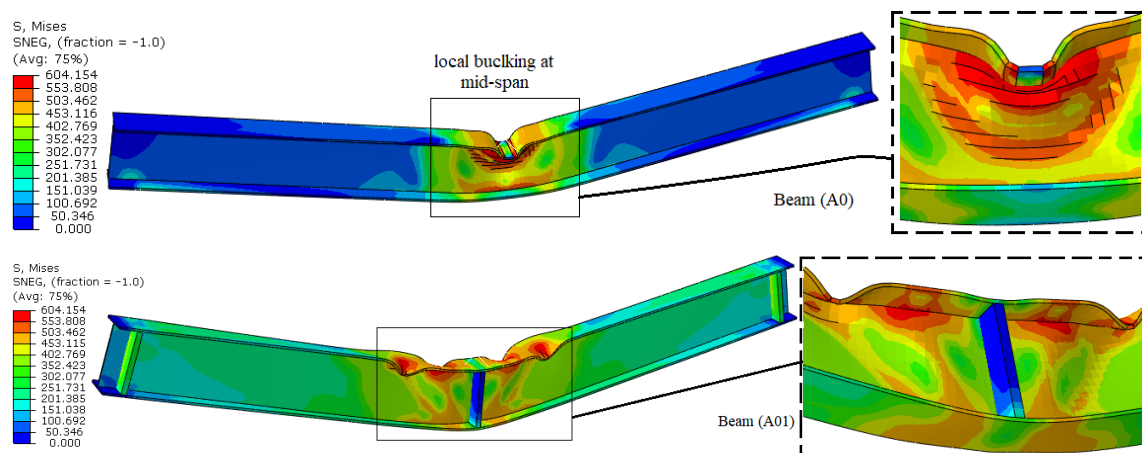 S, Mises
SNEG, (fraction = -1.0)
(Avg: 75%)
604.154
553.808
503.462
453.116
402.769
352.423
302.077
251.731
201.385
151.039
100.692
50.346
0.000
local buclking at
mid-span
Beam (A0)
S, Mises
SNEG, (fraction = -1.0)
(Avg: 75%)
604.154
553.808
503.462
453.116
402.769
352.423
302.077
251.731
201.385
151.038
100.692
50.346
0.000
Beam (A01)